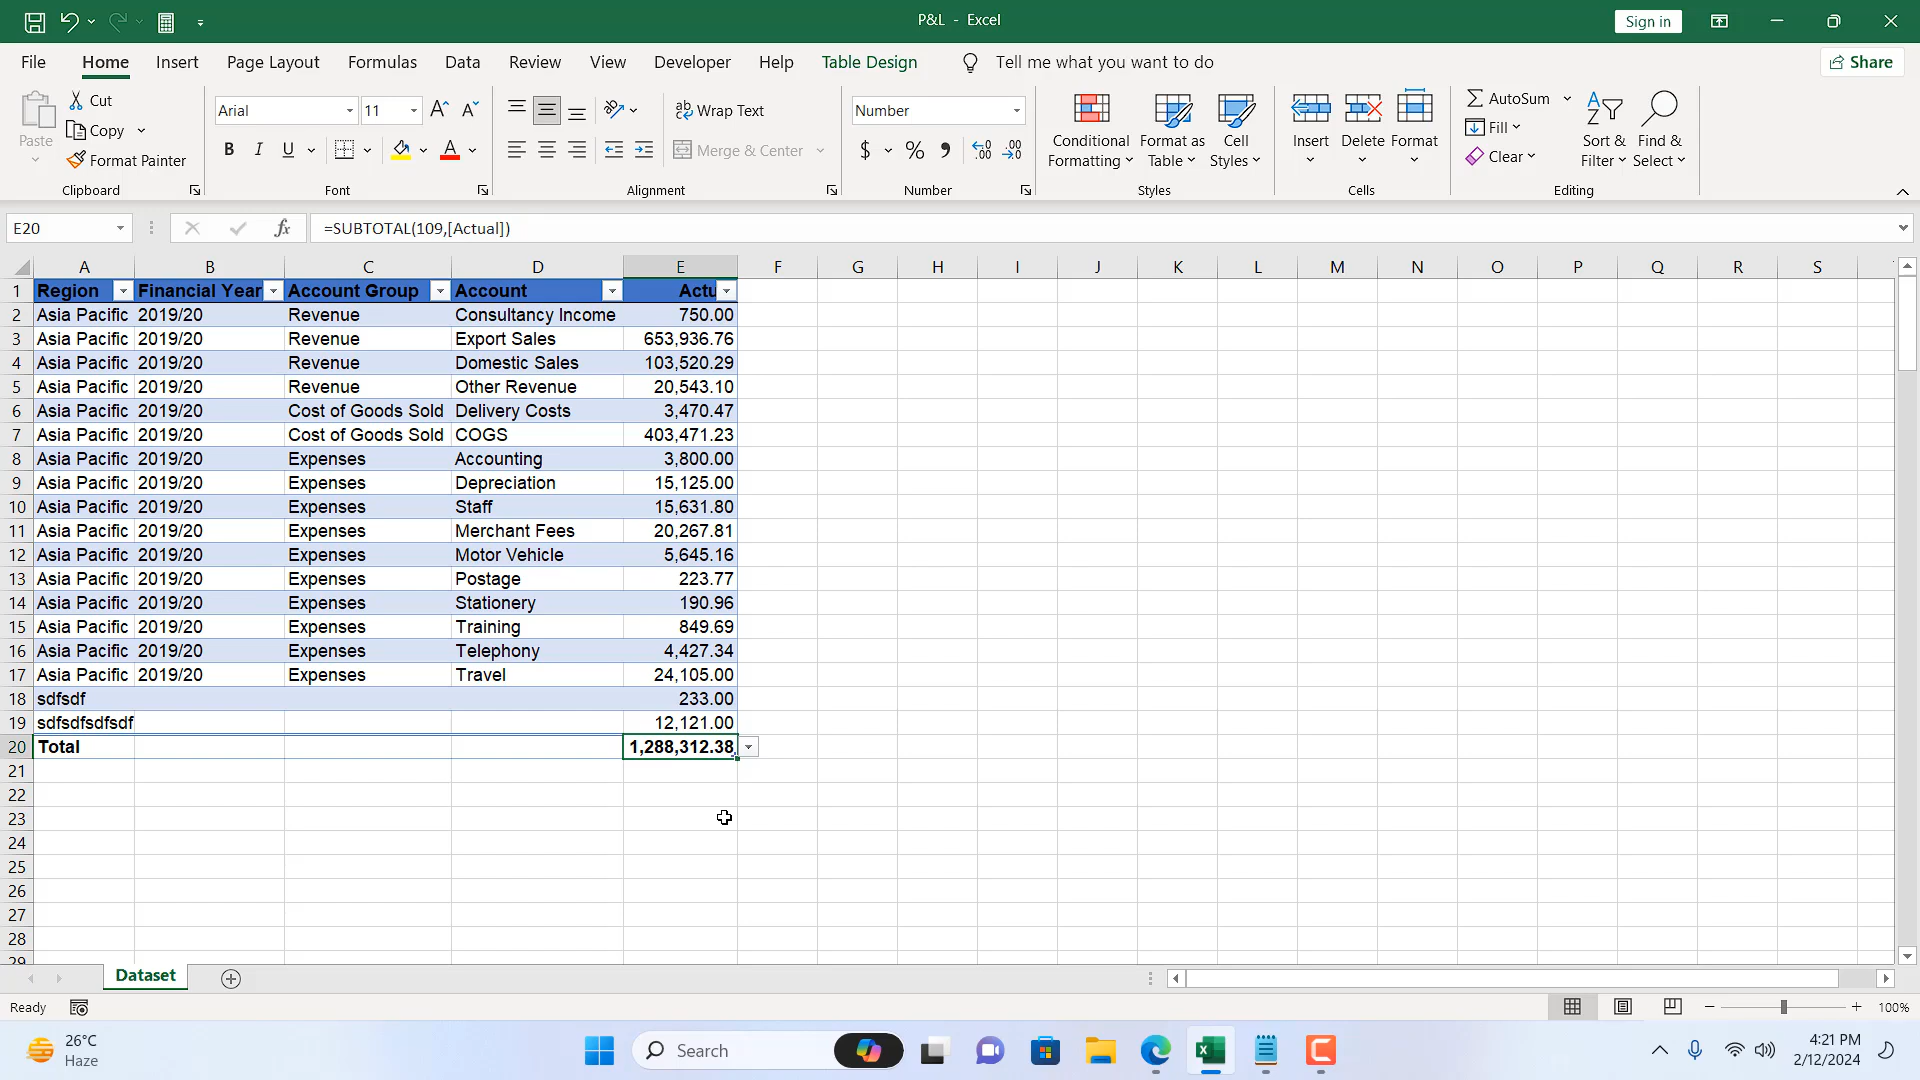 P&L - Excel
Sign in
File Home Insert Page Layout Formulas Data Review View Developer Help Table Design Tell me what you want to do Share
Paste
Cut
Copy
Format Painter
Clipboard
Arial 11
B I U A
Font
Wrap Text
Merge & Center
Alignment
Number
$ % ,
Number
Conditional Formatting
Format as Table
Cell Styles
Styles
Insert
Delete
Format
Cells
AutoSum
Fill
Clear
Sort & Filter
Find & Select
Editing
E20 fx =SUBTOTAL(109,[Actual])
A B C D E F G H I J K L M N O P Q R S
1 Region Financial Year Account Group Account Actu
2 Asia Pacific 2019/20 Revenue Consultancy Income 750.00
3 Asia Pacific 2019/20 Revenue Export Sales 653,936.76
4 Asia Pacific 2019/20 Revenue Domestic Sales 103,520.29
5 Asia Pacific 2019/20 Revenue Other Revenue 20,543.10
6 Asia Pacific 2019/20 Cost of Goods Sold Delivery Costs 3,470.47
7 Asia Pacific 2019/20 Cost of Goods Sold COGS 403,471.23
8 Asia Pacific 2019/20 Expenses Accounting 3,800.00
9 Asia Pacific 2019/20 Expenses Depreciation 15,125.00
10 Asia Pacific 2019/20 Expenses Staff 15,631.80
11 Asia Pacific 2019/20 Expenses Merchant Fees 20,267.81
12 Asia Pacific 2019/20 Expenses Motor Vehicle 5,645.16
13 Asia Pacific 2019/20 Expenses Postage 223.77
14 Asia Pacific 2019/20 Expenses Stationery 190.96
15 Asia Pacific 2019/20 Expenses Training 849.69
16 Asia Pacific 2019/20 Expenses Telephony 4,427.34
17 Asia Pacific 2019/20 Expenses Travel 24,105.00
18 sdfsdf 233.00
19 sdfsdfsdfsdf 12,121.00
20 Total 1,288,312.38
21
22
23
24
25
26
27
28
29
Dataset
Ready 100%
26°C
Haze
Search
4:21 PM
2/12/2024